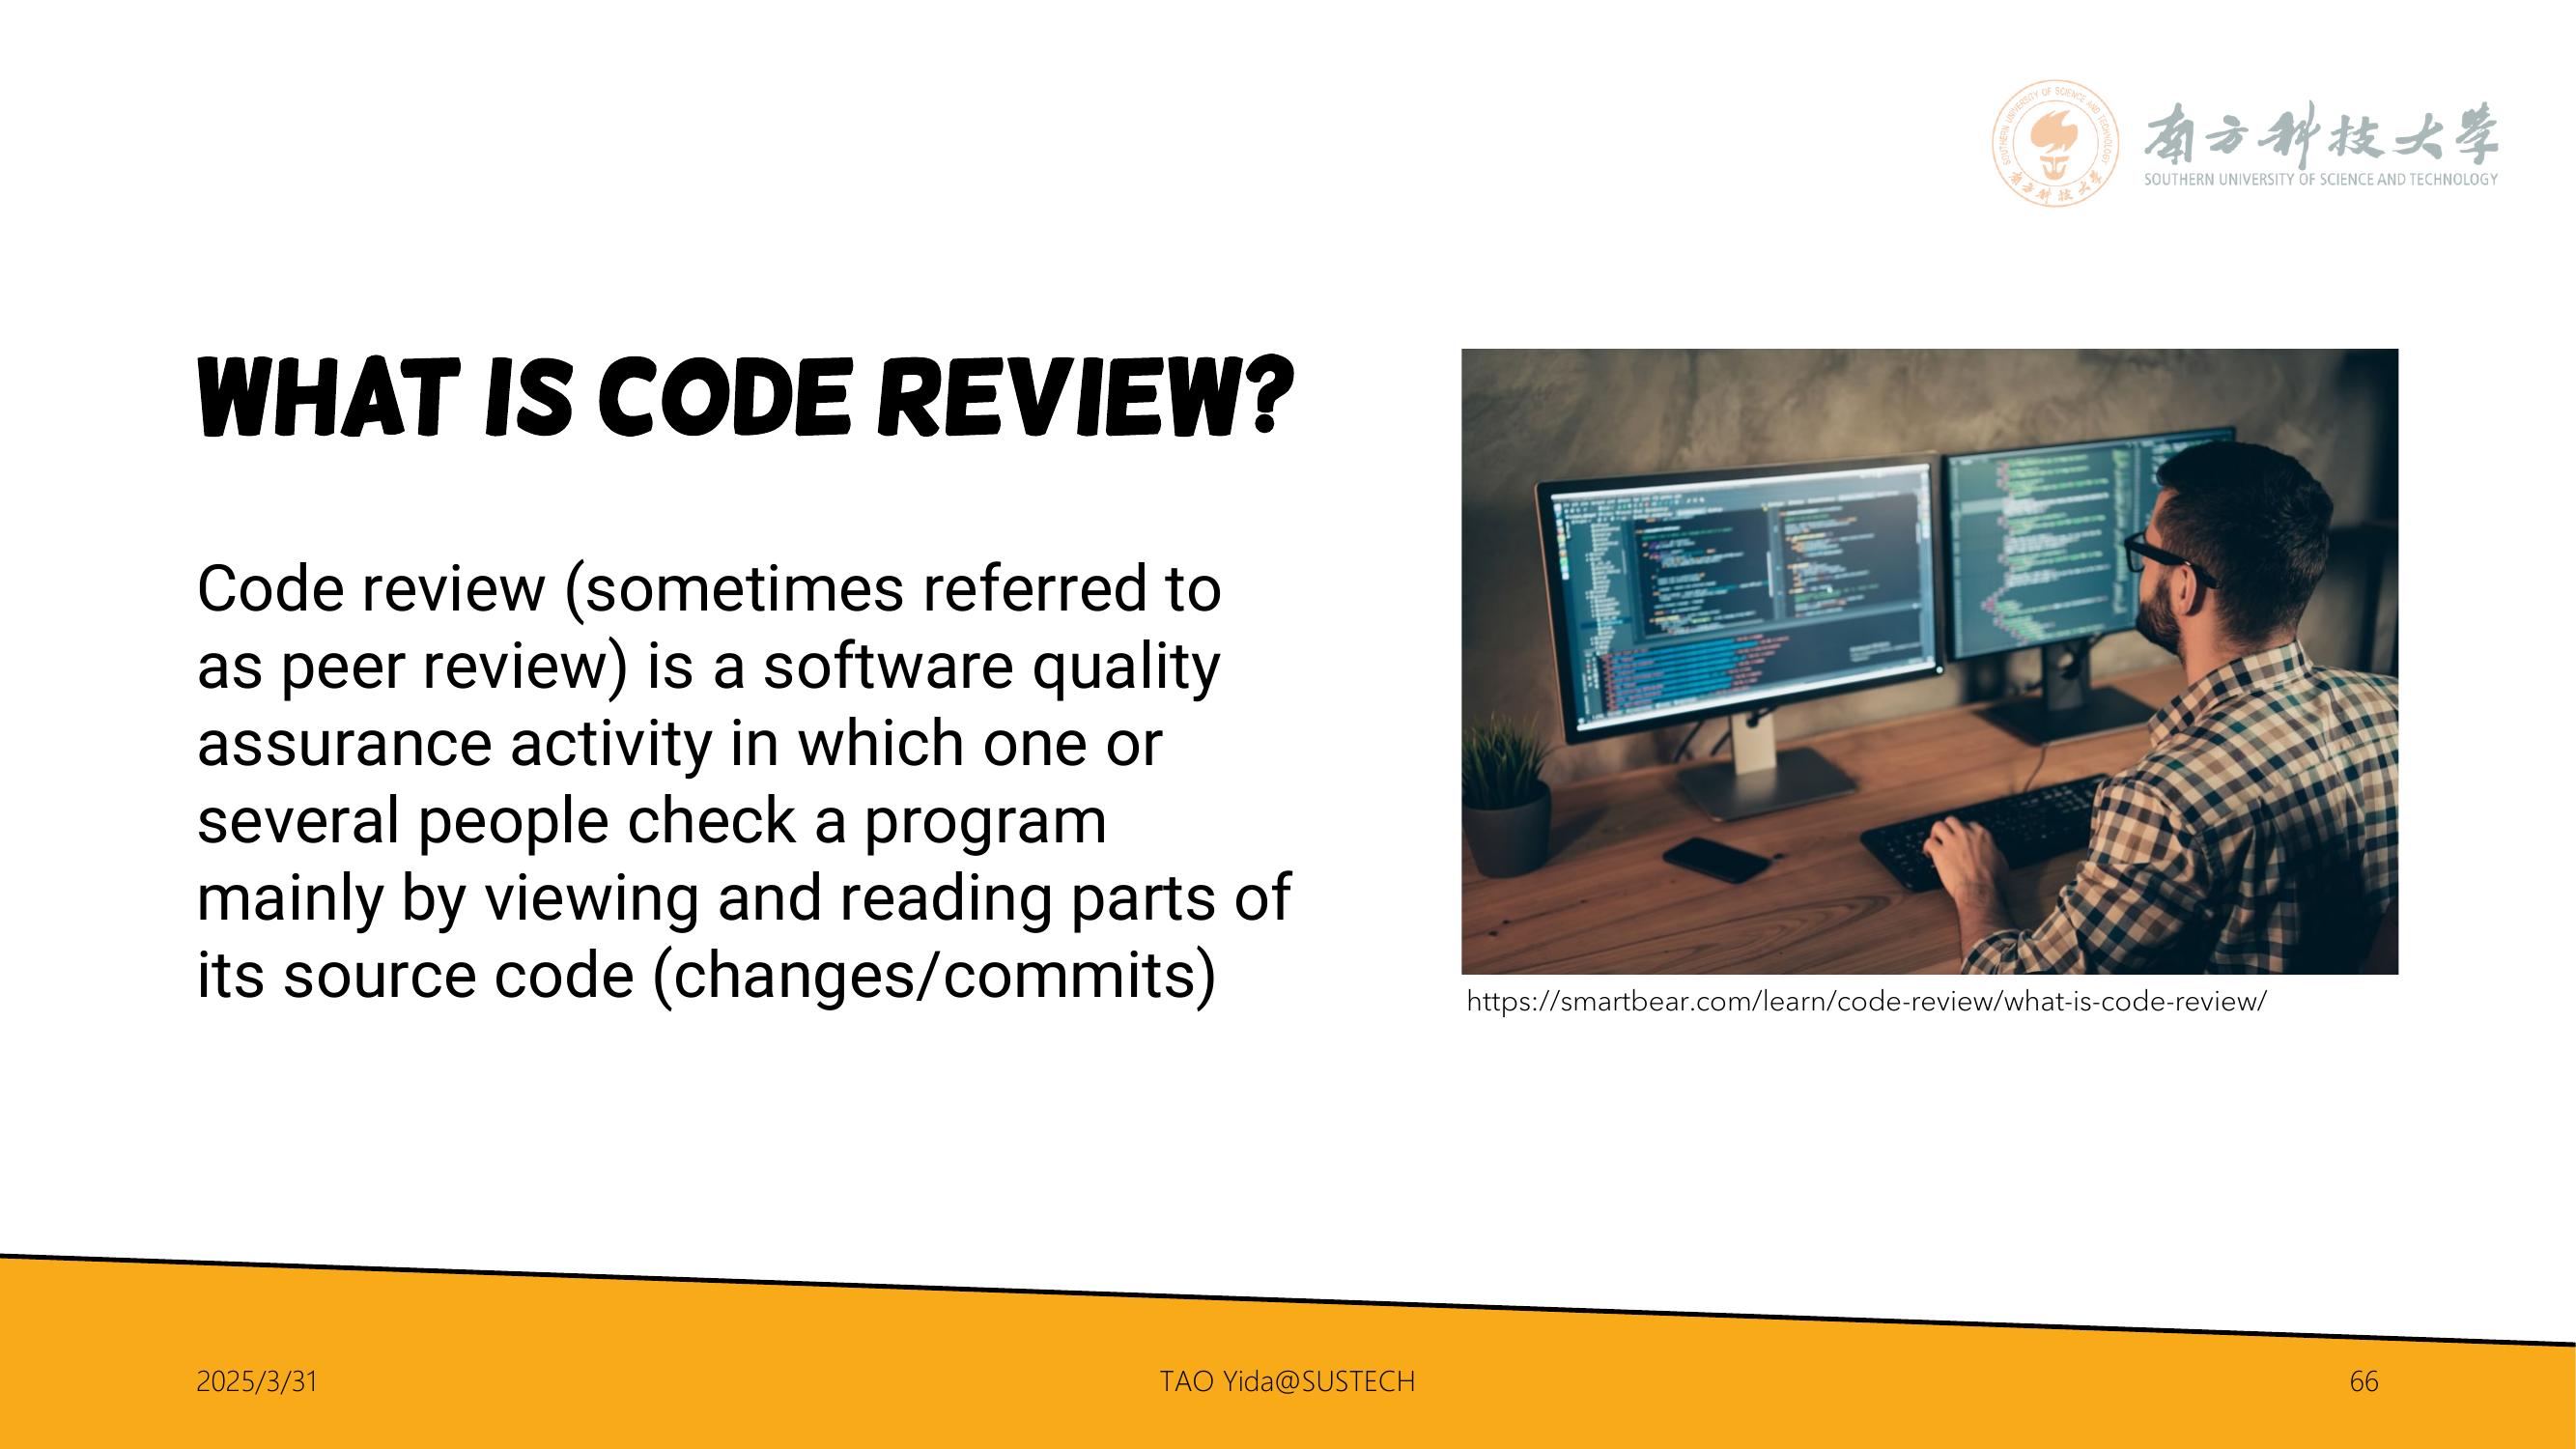 南方科技大学
SOUTHERN UNIVERSITY OF SCIENCE AND TECHNOLOGY
WHAT IS CODE REVIEW?
Code review (sometimes referred to
as peer review) is a software quality
assurance activity in which one or
several people check a program
mainly by viewing and reading parts of
its source code (changes/commits)
https://smartbear.com/learn/code-review/what-is-code-review/
2025/3/31
TAO Yida@SUSTECH
66